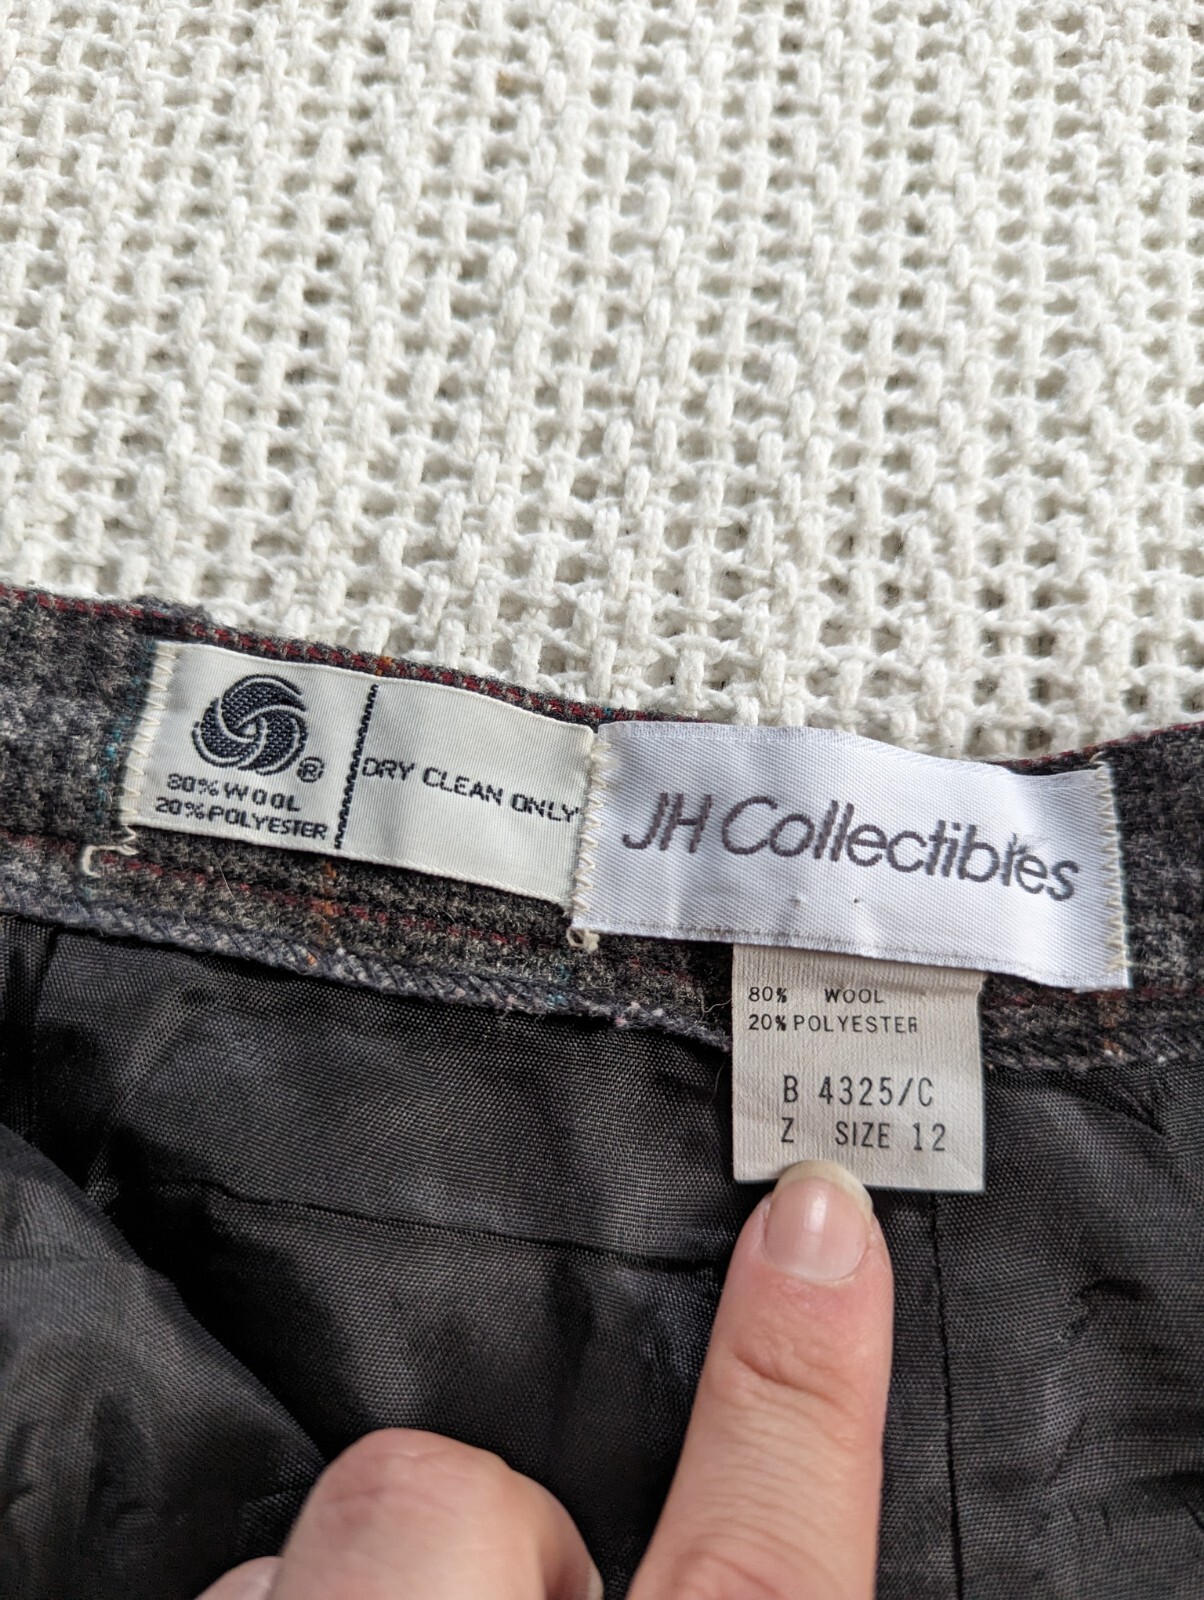 ®
80% WOOL
20% POLYESTER
DRY CLEAN ONLY
JH Collectibles
80% WOOL
20% POLYESTER
B 4325/C
Z SIZE 12